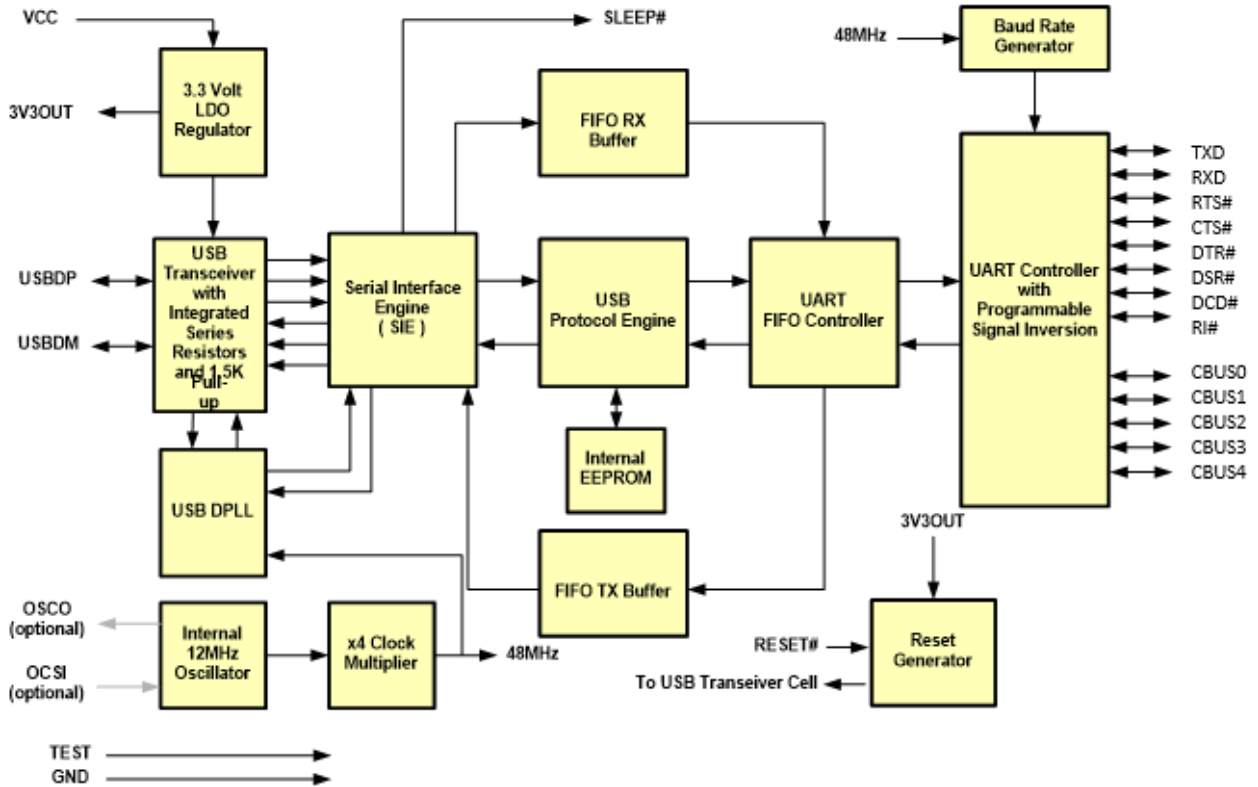 VCC
SLEEP#
48MHz
Baud Rate
Generator
3.3 Volt
LDO
Regulator
3V3OUT
FIFO RX
Buffer
TXD
RXD
RTS#
CTS#
DTR#
DSR#
DCD#
RI#
USBDP
USBDM
USB
Transceiver
with
Integrated
Series
Resistors
and 1.5K
Pull-
up
Serial Interface
Engine
( SIE )
USB
Protocol Engine
UART
FIFO Controller
UART Controller
with
Programmable
Signal Inversion
CBUS0
CBUS1
CBUS2
CBUS3
CBUS4
Internal
EEPROM
USB DPLL
3V3OUT
FIFO TX Buffer
OSCO
(optional)
OCSI
(optional)
Internal
12MHz
Oscillator
x4 Clock
Multiplier
48MHz
RESET#
To USB Transeiver Cell
Reset
Generator
TEST
GND